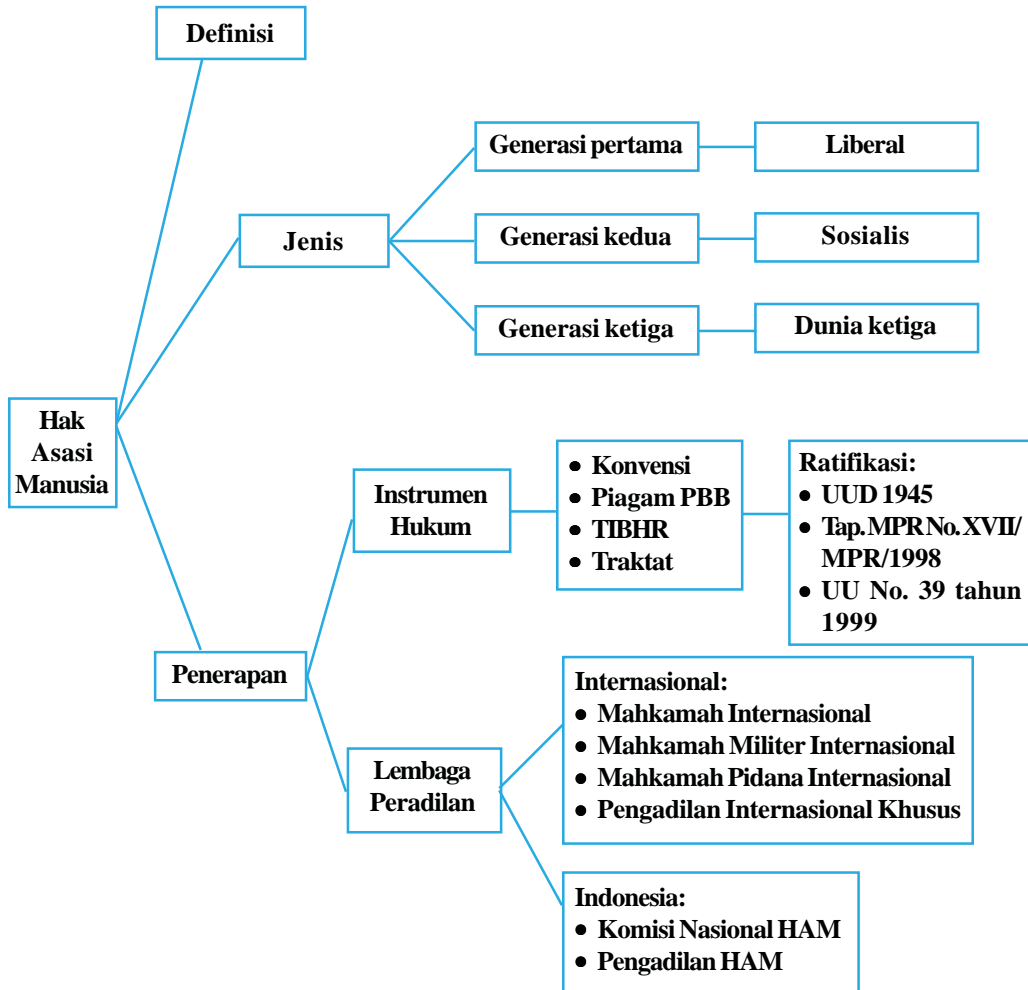 Definisi
Generasi pertama
Liberal
Jenis
Generasi kedua
Sosialis
Generasi ketiga
Dunia ketiga
Hak
Asasi
Manusia
Instrumen
Hukum
• Konvensi
• Piagam PBB
• TIBHR
• Traktat
Ratifikasi:
• UUD 1945
• Tap. MPR No. XVII/
MPR/1998
• UU No. 39 tahun
1999
Penerapan
Lembaga
Peradilan
Internasional:
• Mahkamah Internasional
• Mahkamah Militer Internasional
• Mahkamah Pidana Internasional
• Pengadilan Internasional Khusus
Indonesia:
• Komisi Nasional HAM
• Pengadilan HAM